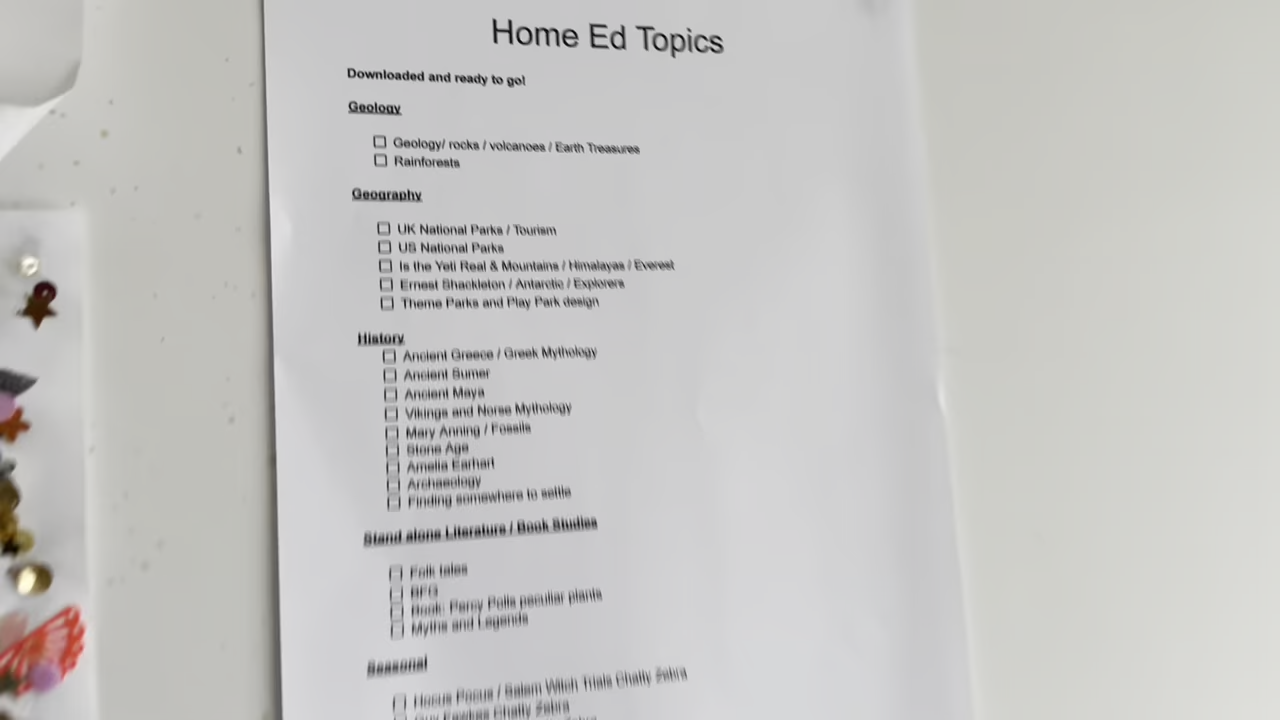 Home Ed Topics
Downloaded and ready to go!
Geology
Geology/ rocks / volcanoes / Earth Treasures
Rainforests
Geography
UK National Parks / Tourism
US National Parks
Is the Yeti Real & Mountains / Himalayas / Everest
Ernest Shackleton / Antarctic / Explorers
Theme Parks and Play Park design
History
Ancient Greece / Greek Mythology
Ancient Sumer
Ancient Maya
Vikings and Norse Mythology
Mary Anning / Fossils
Stone Age
Amelia Earhart
Archaeology
Finding somewhere to settle
Stand alone Literature / Book Studies
Folk tales
BFG
Book: Percy Polls peculiar plants
Myths and Legends
Seasonal
Hocus Pocus / Salem Witch Trials Chatty Zebra
Guy Fawkes Chatty Zebra